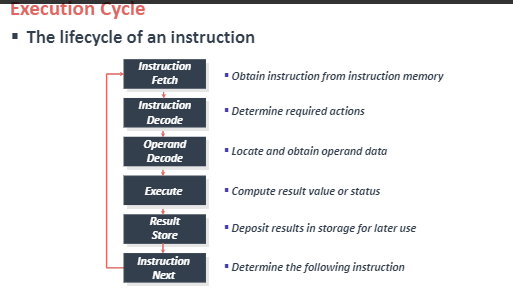 Execution Cycle
▪ The lifecycle of an instruction
Instruction
Fetch
▪ Obtain instruction from instruction memory
Instruction
Decode
▪ Determine required actions
Operand
Decode
▪ Locate and obtain operand data
Execute
▪ Compute result value or status
Result
Store
▪ Deposit results in storage for later use
Instruction
Next
▪ Determine the following instruction